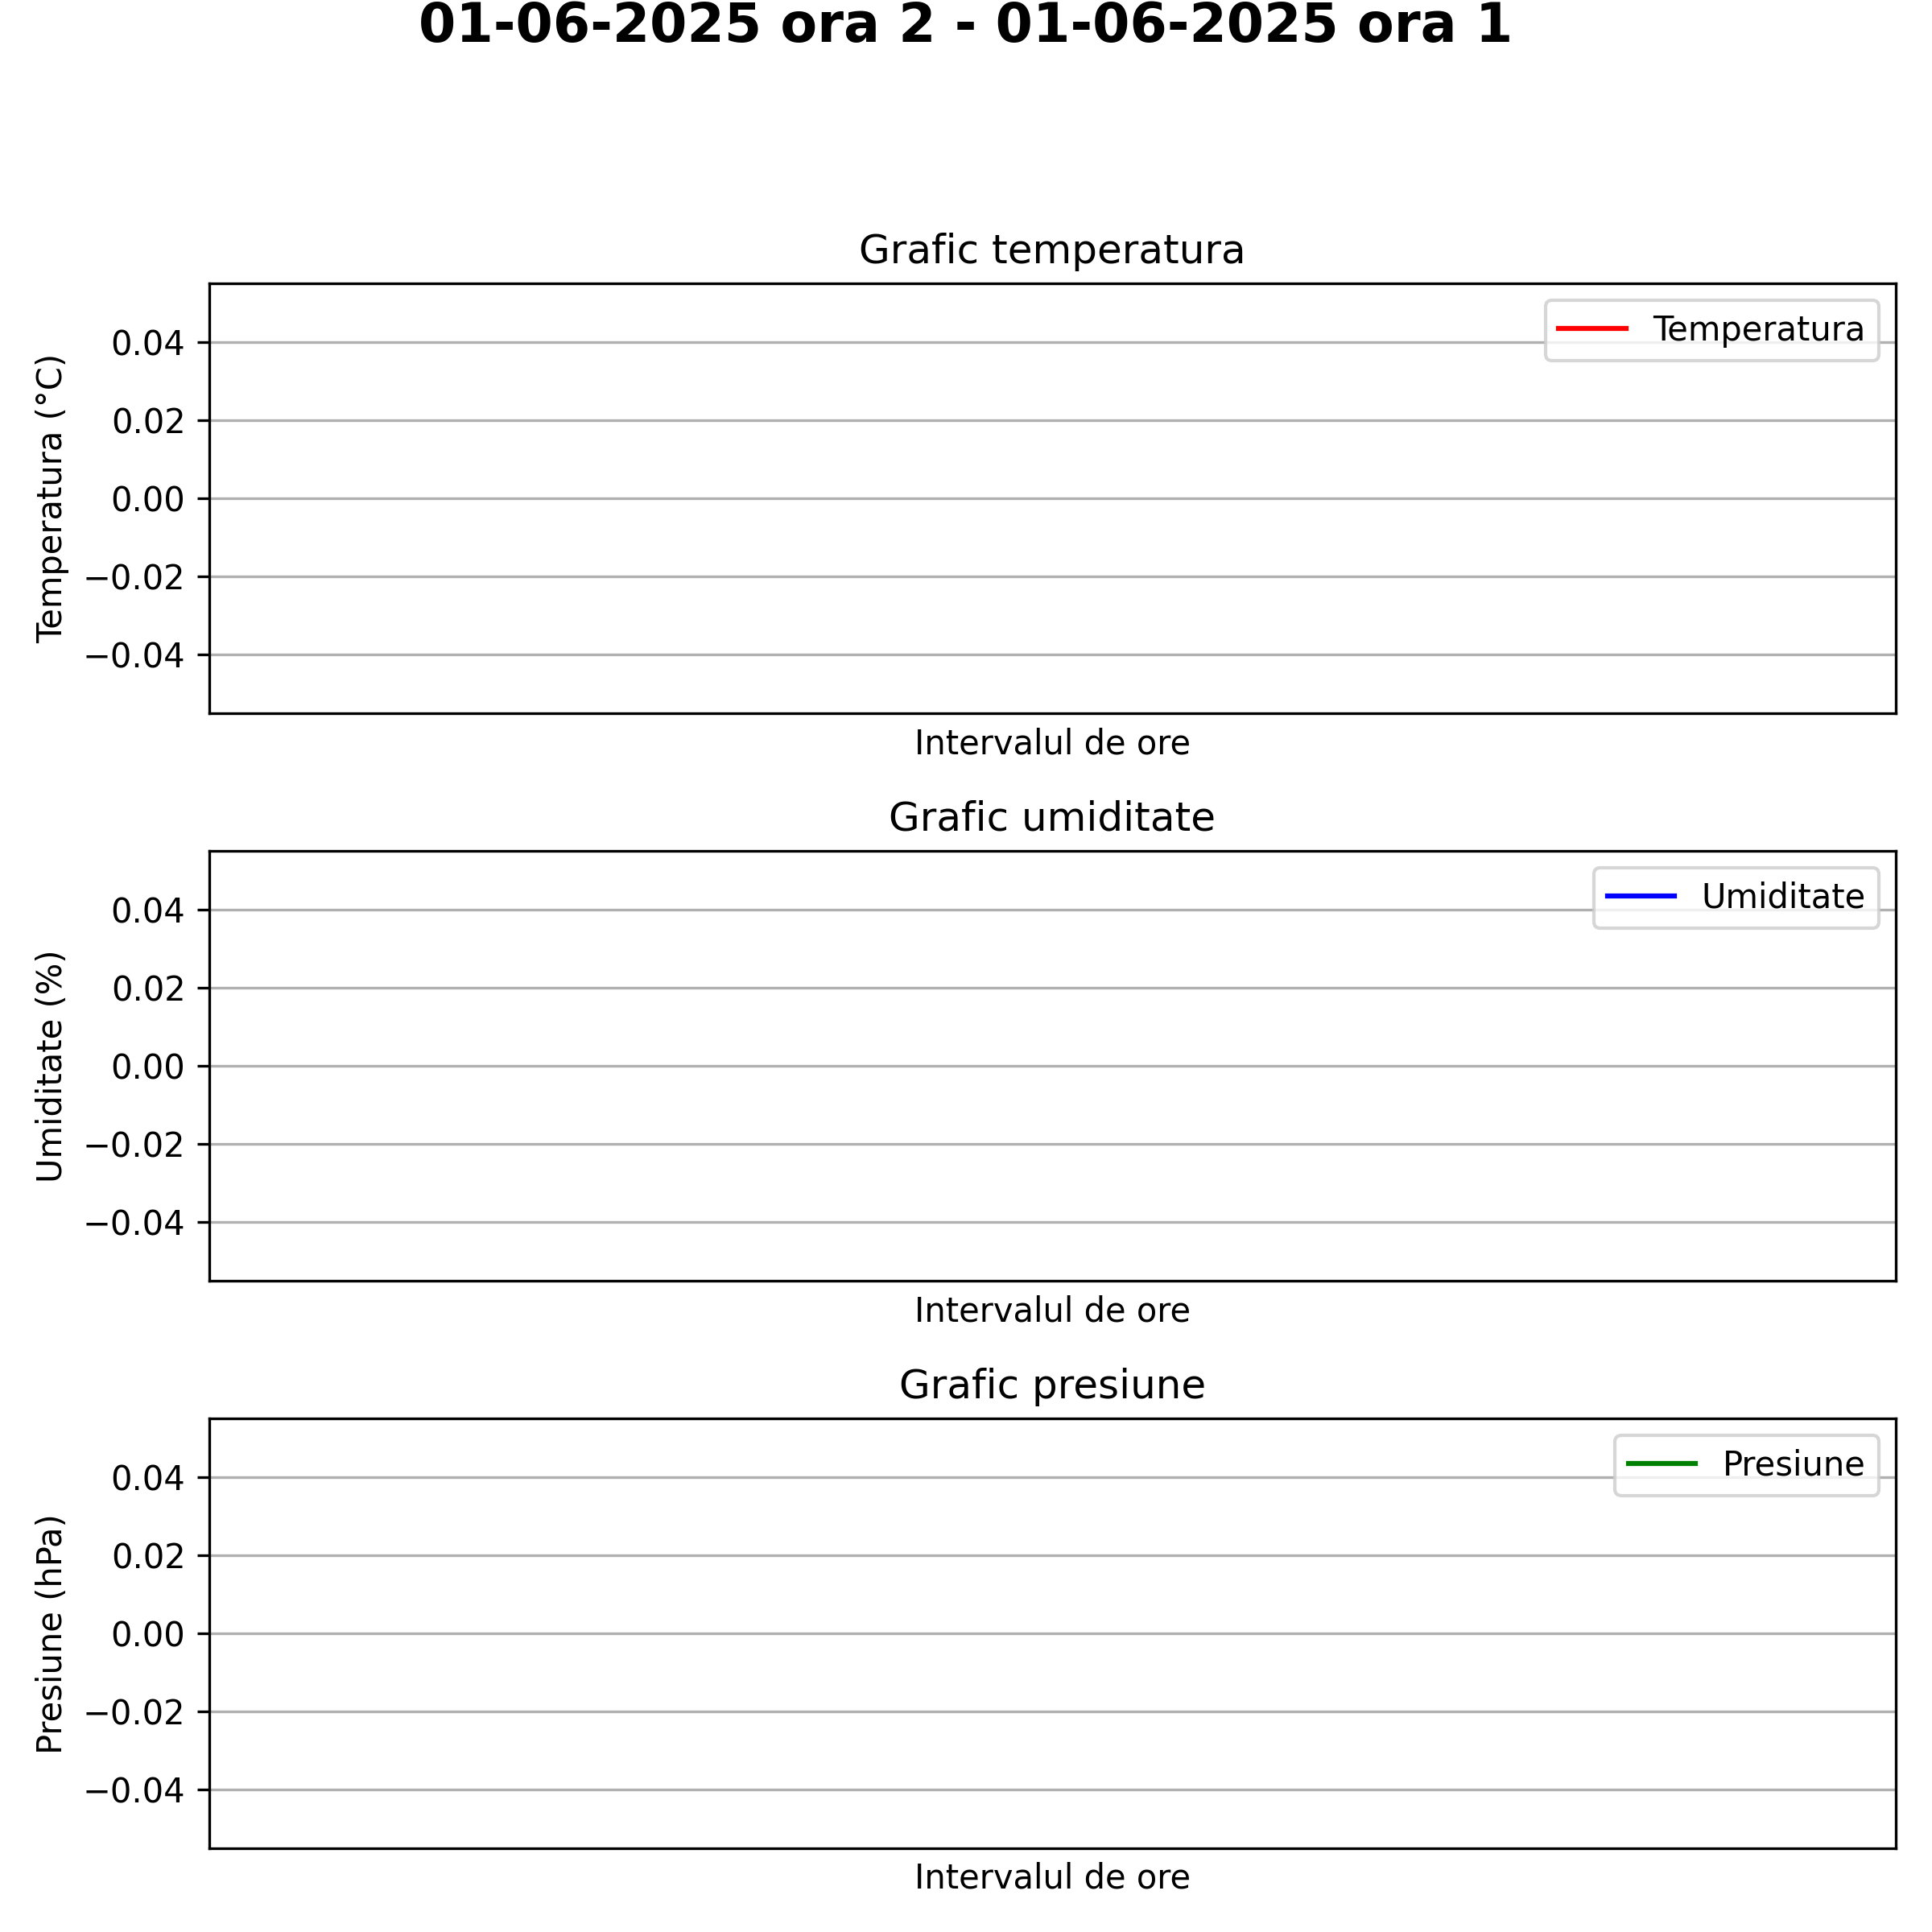 01-06-2025 ora 2 - 01-06-2025 ora 1
Grafic temperatura
Temperatura (°C)
0.04
0.02
0.00
−0.02
−0.04
Temperatura
Intervalul de ore
Grafic umiditate
Umiditate (%)
0.04
0.02
0.00
−0.02
−0.04
Umiditate
Intervalul de ore
Grafic presiune
Presiune (hPa)
0.04
0.02
0.00
−0.02
−0.04
Presiune
Intervalul de ore